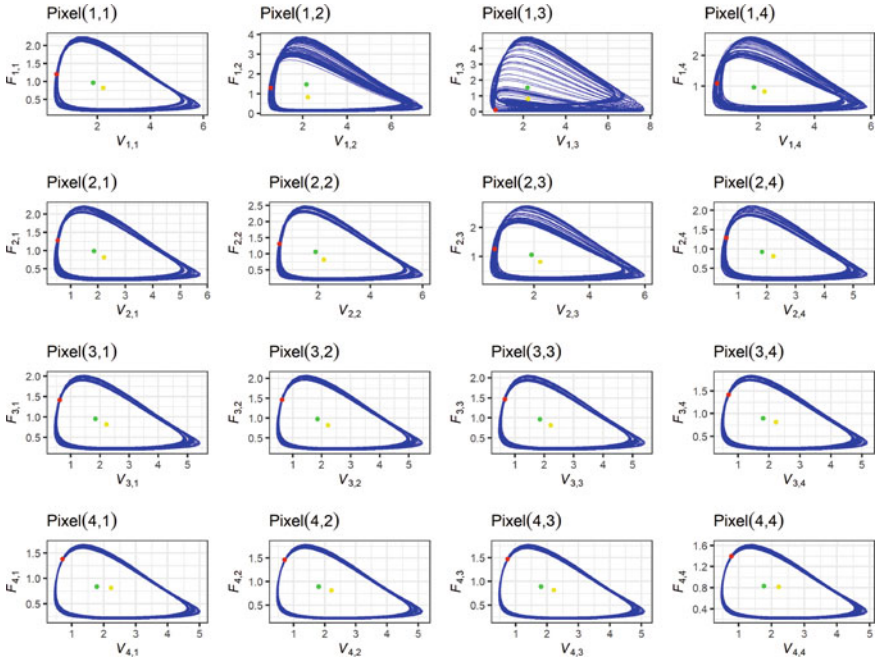 Pixel(1,1) Pixel(1,2) Pixel(1,3) Pixel(1,4)
F1,1 2.0 1.5 1.0 0.5
2 4 6
V1,1
F1,2 4 3 2 1 0
2 4 6
V1,2
F1,3 5 4 3 2 1 0
1 2 3 4 5 6 7 8
V1,3
F1,4 2 1
2 4 6
V1,4
Pixel(2,1) Pixel(2,2) Pixel(2,3) Pixel(2,4)
F2,1 2.0 1.5 1.0 0.5
1 2 3 4 5 6
V2,1
F2,2 2.5 2.0 1.5 1.0 0.5
2 4 6
V2,2
F2,3 2 1
2 4 6
V2,3
F2,4 2.0 1.5 1.0 0.5
1 2 3 4 5
V2,4
Pixel(3,1) Pixel(3,2) Pixel(3,3) Pixel(3,4)
F3,1 2.0 1.5 1.0 0.5
1 2 3 4 5
V3,1
F3,2 2.0 1.5 1.0 0.5
1 2 3 4 5
V3,2
F3,3 2.0 1.5 1.0 0.5
1 2 3 4 5
V3,3
F3,4 1.5 1.0 0.5
1 2 3 4 5
V3,4
Pixel(4,1) Pixel(4,2) Pixel(4,3) Pixel(4,4)
F4,1 1.5 1.0 0.5
1 2 3 4 5
V4,1
F4,2 1.5 1.0 0.5
1 2 3 4 5
V4,2
F4,3 1.5 1.0 0.5
1 2 3 4 5
V4,3
F4,4 1.6 1.2 0.8 0.4
1 2 3 4 5
V4,4